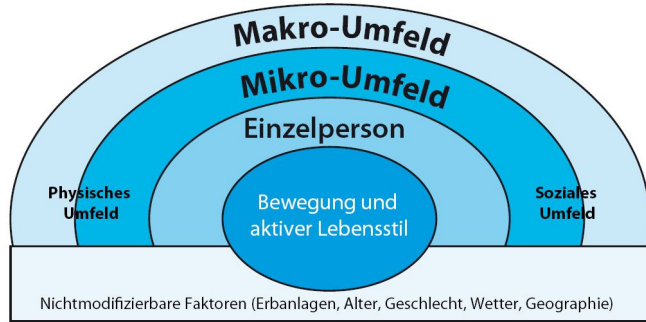 Makro-Umfeld
Mikro-Umfeld
Einzelperson
Physisches
Umfeld
Bewegung und
aktiver Lebensstil
Soziales
Umfeld
Nichtmodifizierbare Faktoren (Erbanlagen, Alter, Geschlecht, Wetter, Geographie)